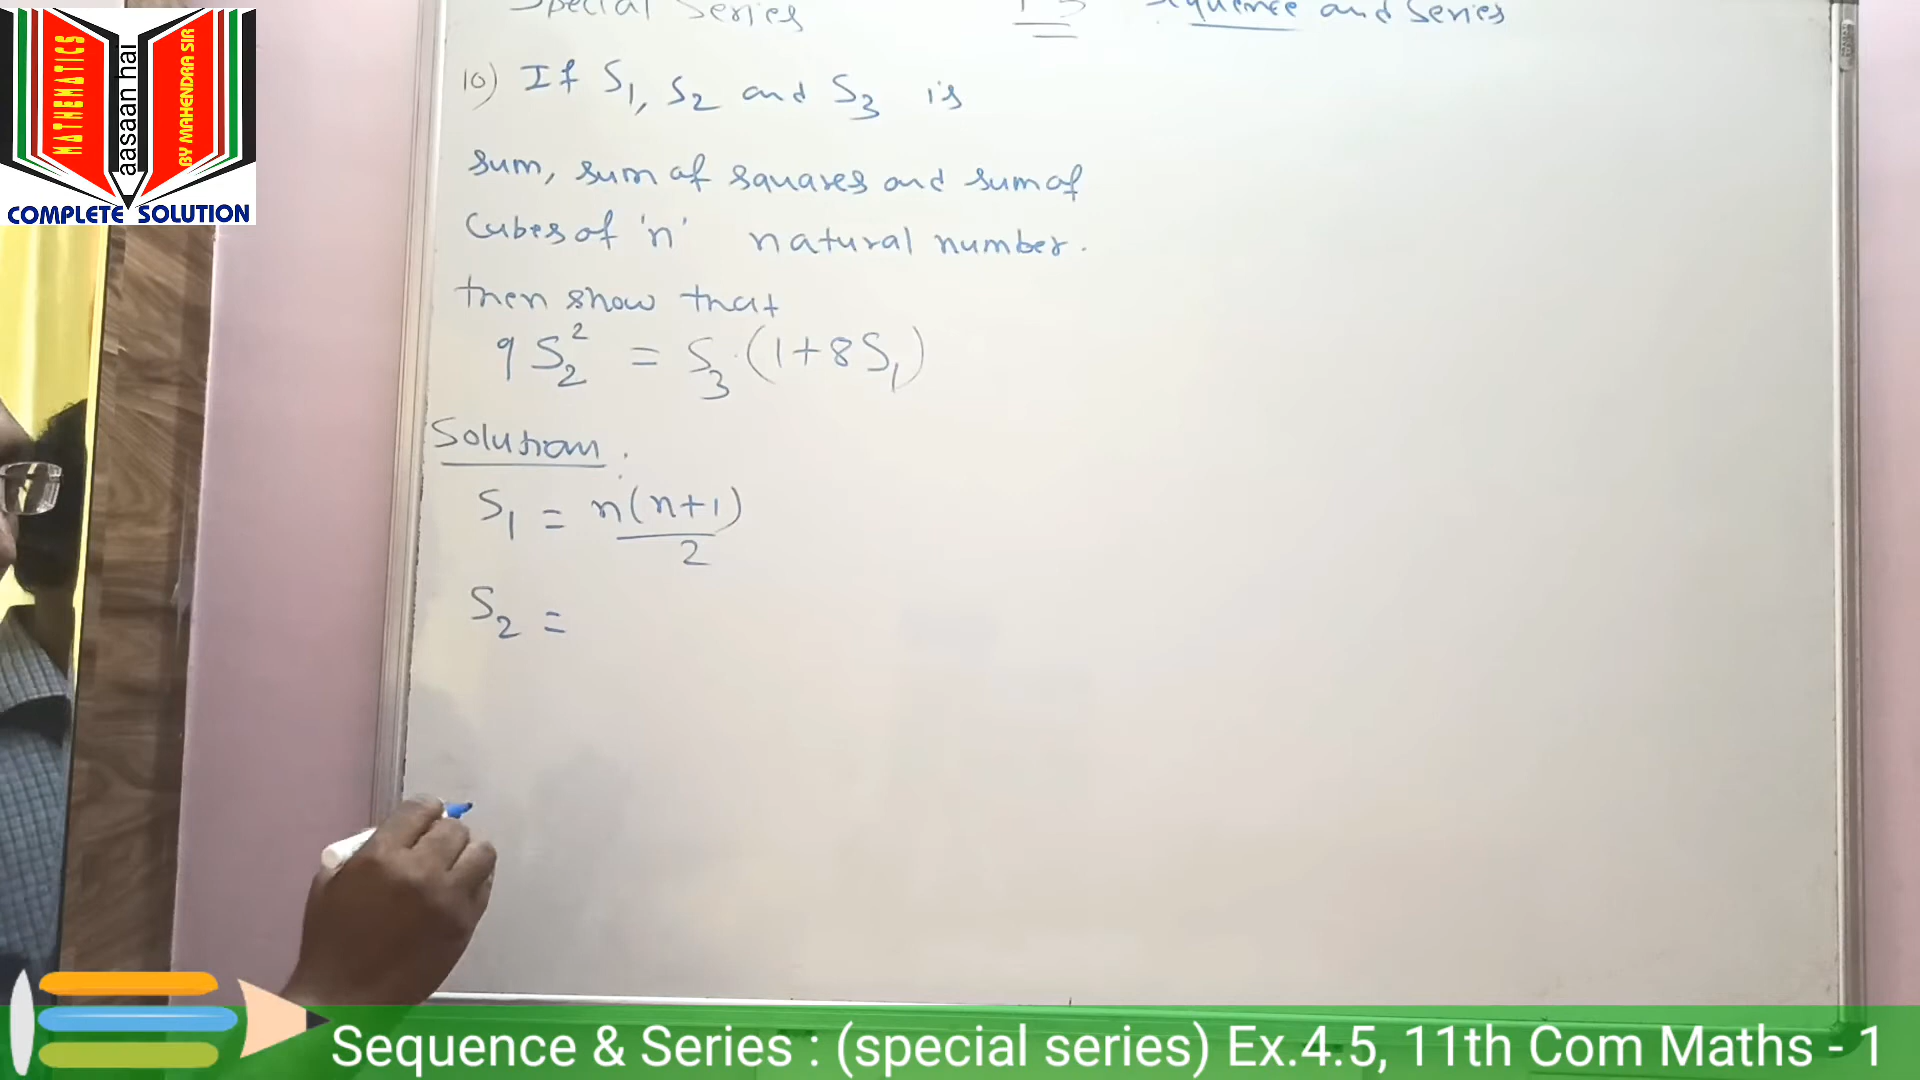 Special Series
Sequence and Series
10) If S₁, S₂ and S₃ is
sum, sum of squares and sum of
Cubes of 'n' natural number.
then show that
9S₂² = S₃·(1+8S₁)
Solution :
S₁ = n(n+1)
2
S₂ =
MATHEMATICS
aasaan hai
BY MAHENDRA SIR
COMPLETE SOLUTION
Sequence & Series : (special series) Ex.4.5, 11th Com Maths - 1